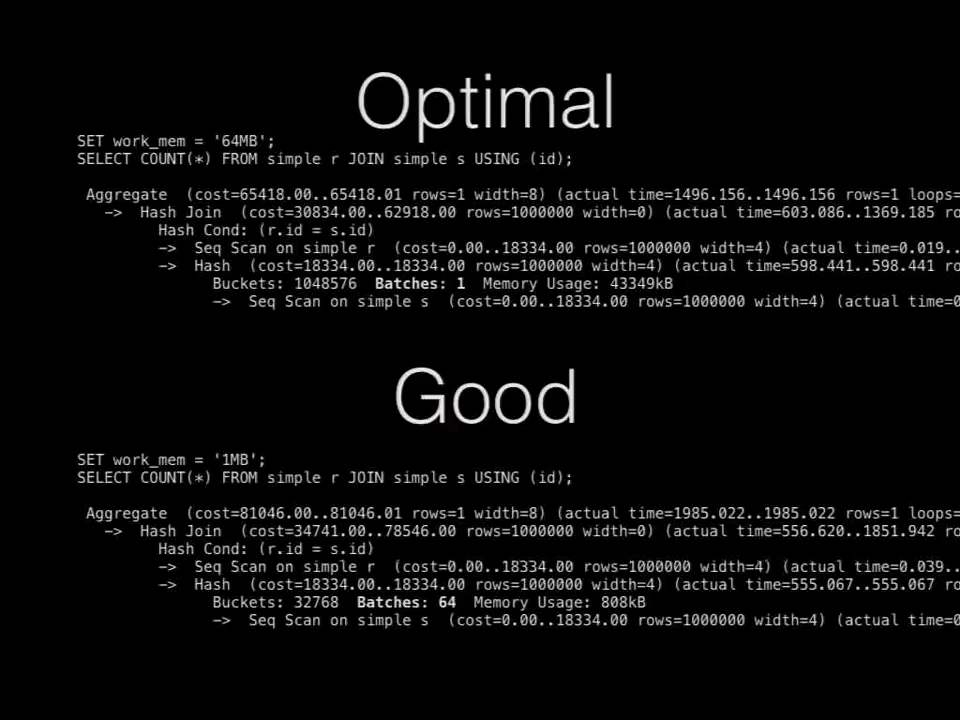 Optimal
SET work_mem = '64MB';
SELECT COUNT(*) FROM simple r JOIN simple s USING (id);
Aggregate (cost=65418.00..65418.01 rows=1 width=8) (actual time=1496.156..1496.156 rows=1 loops=
-> Hash Join (cost=30834.00..62918.00 rows=1000000 width=0) (actual time=603.086..1369.185 ro
Hash Cond: (r.id = s.id)
-> Seq Scan on simple r (cost=0.00..18334.00 rows=1000000 width=4) (actual time=0.019..
-> Hash (cost=18334.00..18334.00 rows=1000000 width=4) (actual time=598.441..598.441 ro
Buckets: 1048576 Batches: 1 Memory Usage: 43349kB
-> Seq Scan on simple s (cost=0.00..18334.00 rows=1000000 width=4) (actual time=0
Good
SET work_mem = '1MB';
SELECT COUNT(*) FROM simple r JOIN simple s USING (id);
Aggregate (cost=81046.00..81046.01 rows=1 width=8) (actual time=1985.022..1985.022 rows=1 loops=
-> Hash Join (cost=34741.00..78546.00 rows=1000000 width=0) (actual time=556.620..1851.942 ro
Hash Cond: (r.id = s.id)
-> Seq Scan on simple r (cost=0.00..18334.00 rows=1000000 width=4) (actual time=0.039..
-> Hash (cost=18334.00..18334.00 rows=1000000 width=4) (actual time=555.067..555.067 ro
Buckets: 32768 Batches: 64 Memory Usage: 808kB
-> Seq Scan on simple s (cost=0.00..18334.00 rows=1000000 width=4) (actual time=0